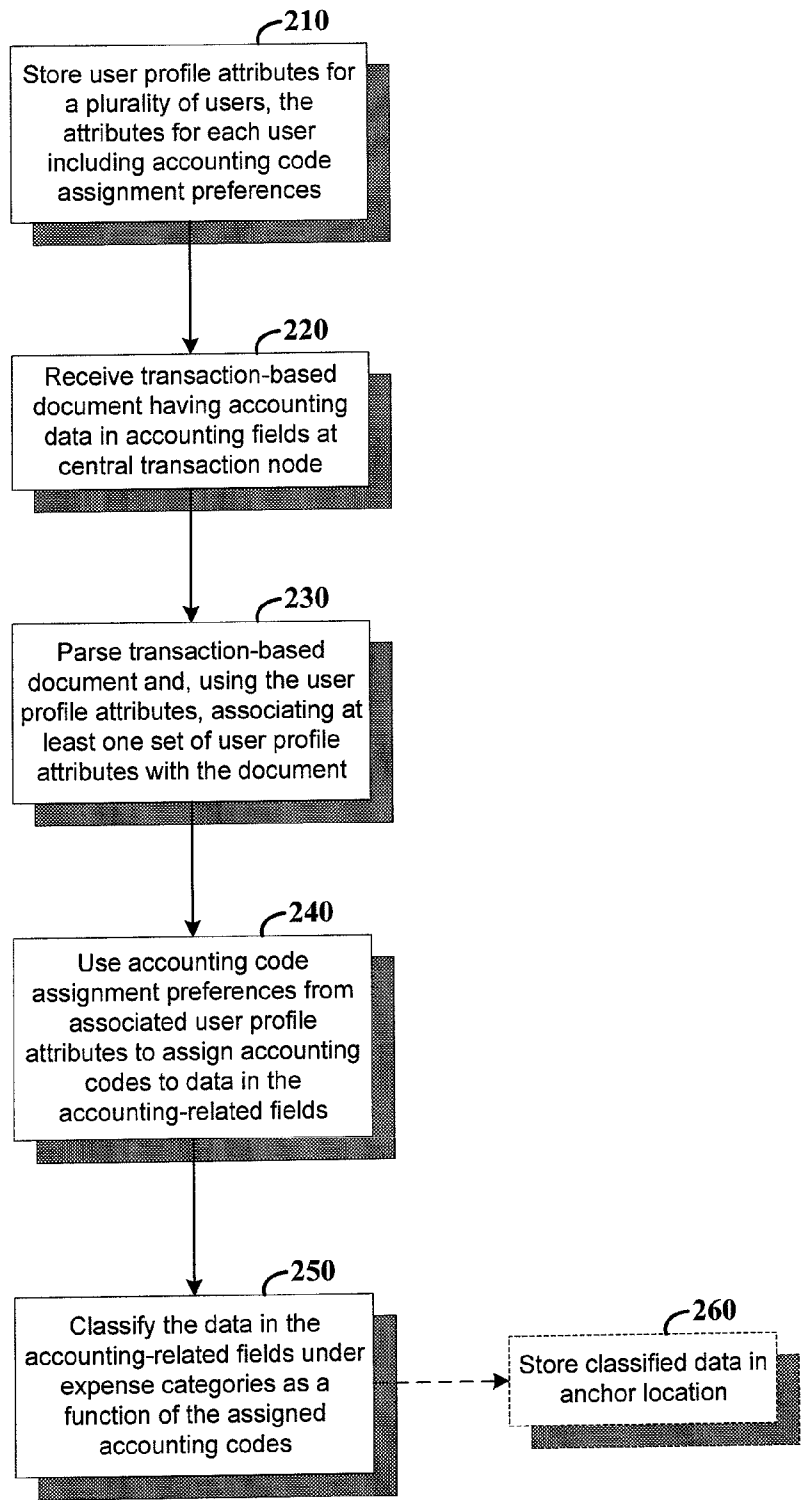 210
Store user profile attributes for
a plurality of users, the
attributes for each user
including accounting code
assignment preferences
220
Receive transaction-based
document having accounting
data in accounting fields at
central transaction node
230
Parse transaction-based
document and, using the user
profile attributes, associating at
least one set of user profile
attributes with the document
240
Use accounting code
assignment preferences from
associated user profile
attributes to assign accounting
codes to data in the
accounting-related fields
250
Classify the data in the
accounting-related fields under
expense categories as a
function of the assigned
accounting codes
260
Store classified data in
anchor location